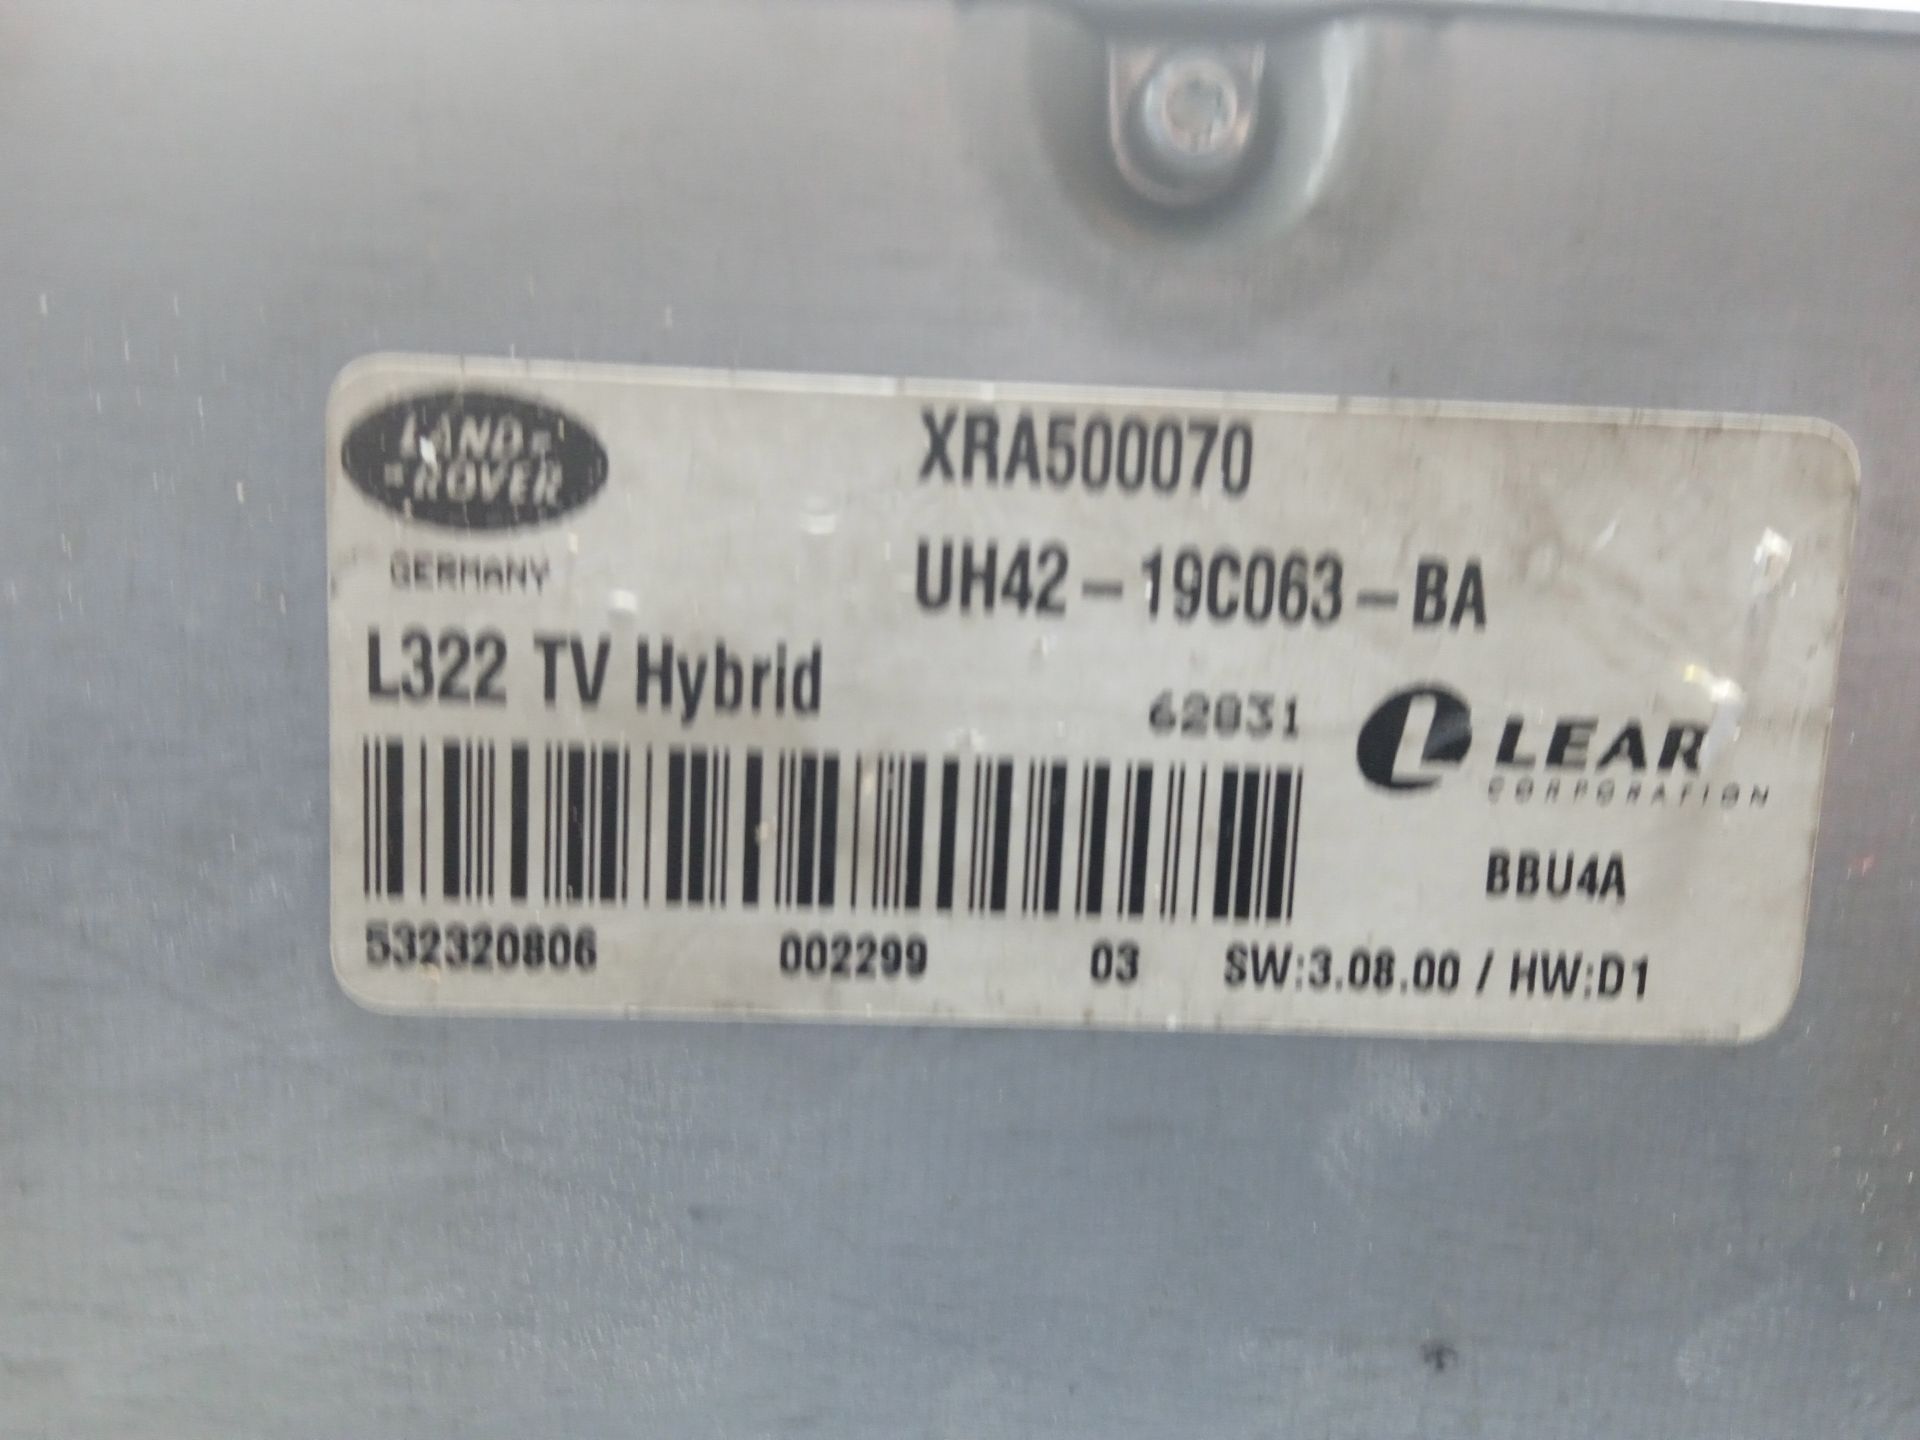 LAND
ROVER
GERMANY
XRA500070
UH42-19C063-BA
L322 TV Hybrid
62831
LEAR
CORPORATION
BBU4A
532320806 002299 03 SW:3.08.00 / HW:D1